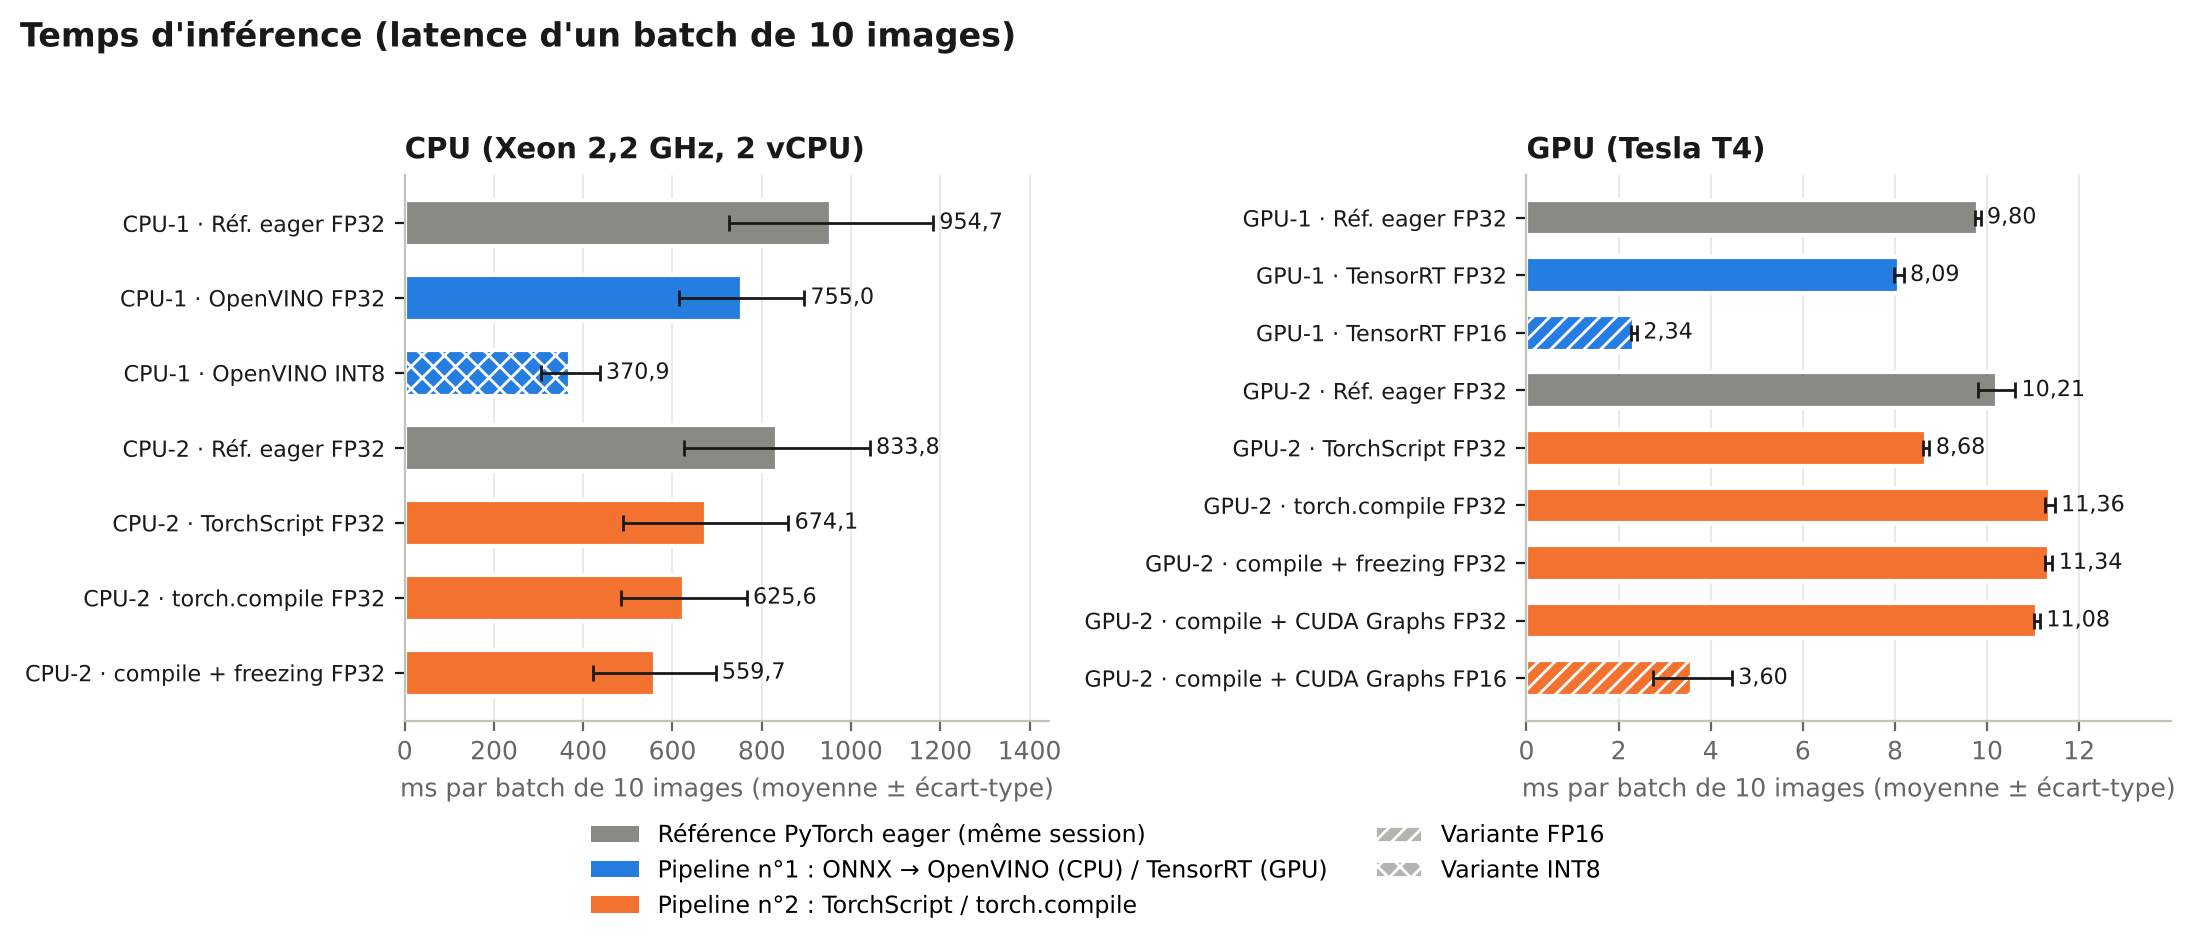 Temps d'inférence (latence d'un batch de 10 images)
CPU (Xeon 2,2 GHz, 2 vCPU)
CPU-1 · Réf. eager FP32
954,7
CPU-1 · OpenVINO FP32
755,0
CPU-1 · OpenVINO INT8
370,9
CPU-2 · Réf. eager FP32
833,8
CPU-2 · TorchScript FP32
674,1
CPU-2 · torch.compile FP32
625,6
CPU-2 · compile + freezing FP32
559,7
0 200 400 600 800 1000 1200 1400
ms par batch de 10 images (moyenne ± écart-type)
GPU (Tesla T4)
GPU-1 · Réf. eager FP32
9,80
GPU-1 · TensorRT FP32
8,09
GPU-1 · TensorRT FP16
2,34
GPU-2 · Réf. eager FP32
10,21
GPU-2 · TorchScript FP32
8,68
GPU-2 · torch.compile FP32
11,36
GPU-2 · compile + freezing FP32
11,34
GPU-2 · compile + CUDA Graphs FP32
11,08
GPU-2 · compile + CUDA Graphs FP16
3,60
0 2 4 6 8 10 12
ms par batch de 10 images (moyenne ± écart-type)
Référence PyTorch eager (même session)
Pipeline n°1 : ONNX → OpenVINO (CPU) / TensorRT (GPU)
Pipeline n°2 : TorchScript / torch.compile
Variante FP16
Variante INT8